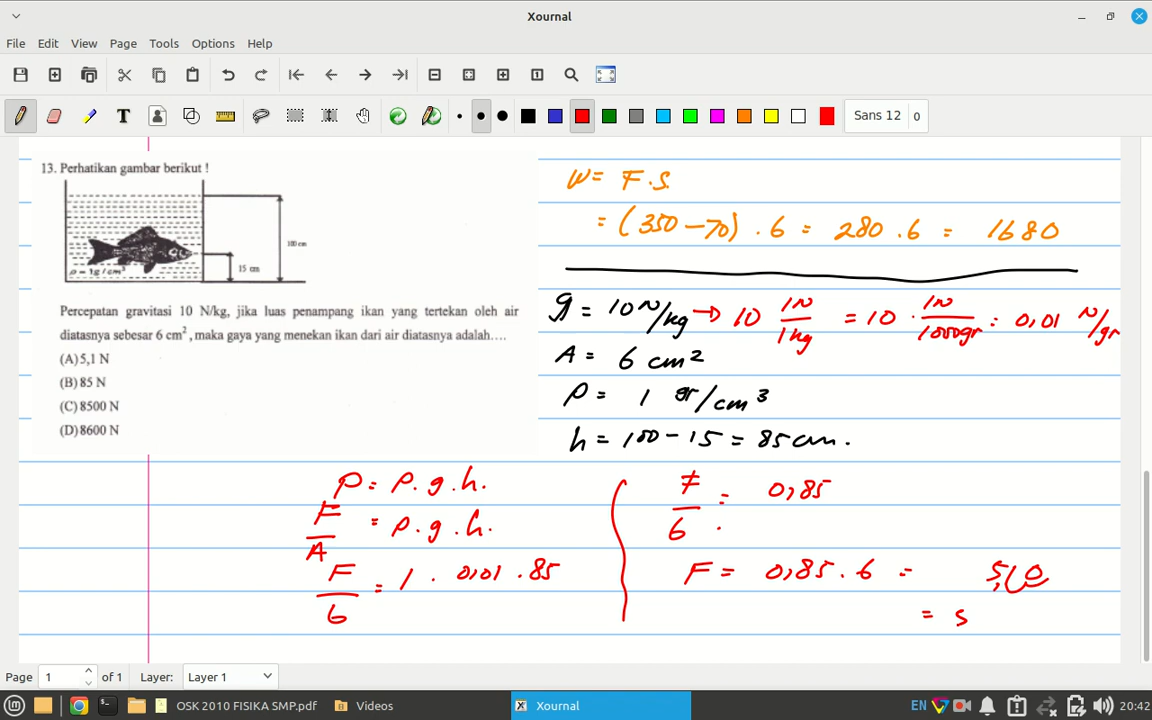 Xournal
File Edit View Page Tools Options Help
Sans 12 0
13. Perhatikan gambar berikut !
100 cm
15 cm
ρ = 1g / cm³
Percepatan gravitasi 10 N/kg, jika luas penampang ikan yang tertekan oleh air
diatasnya sebesar 6 cm², maka gaya yang menekan ikan dari air diatasnya adalah....
(A) 5,1 N
(B) 85 N
(C) 8500 N
(D) 8600 N
W = F.S.
= (350 - 70) . 6 = 280 . 6 = 1680
g = 10 N/kg → 10 1N/1kg = 10 . 1N/1000gr = 0,01 N/gr
A = 6 cm²
ρ = 1 gr/cm³
h = 100 - 15 = 85 cm.
P = ρ. g. h.
F/A = ρ. g. h.
F/6 = 1 . 0,01 . 85
F/6 = 0,85
F = 0,85 . 6 = 5,10
= 5
Page 1 of 1 Layer: Layer 1
OSK 2010 FISIKA SMP.pdf Videos Xournal EN 20:42